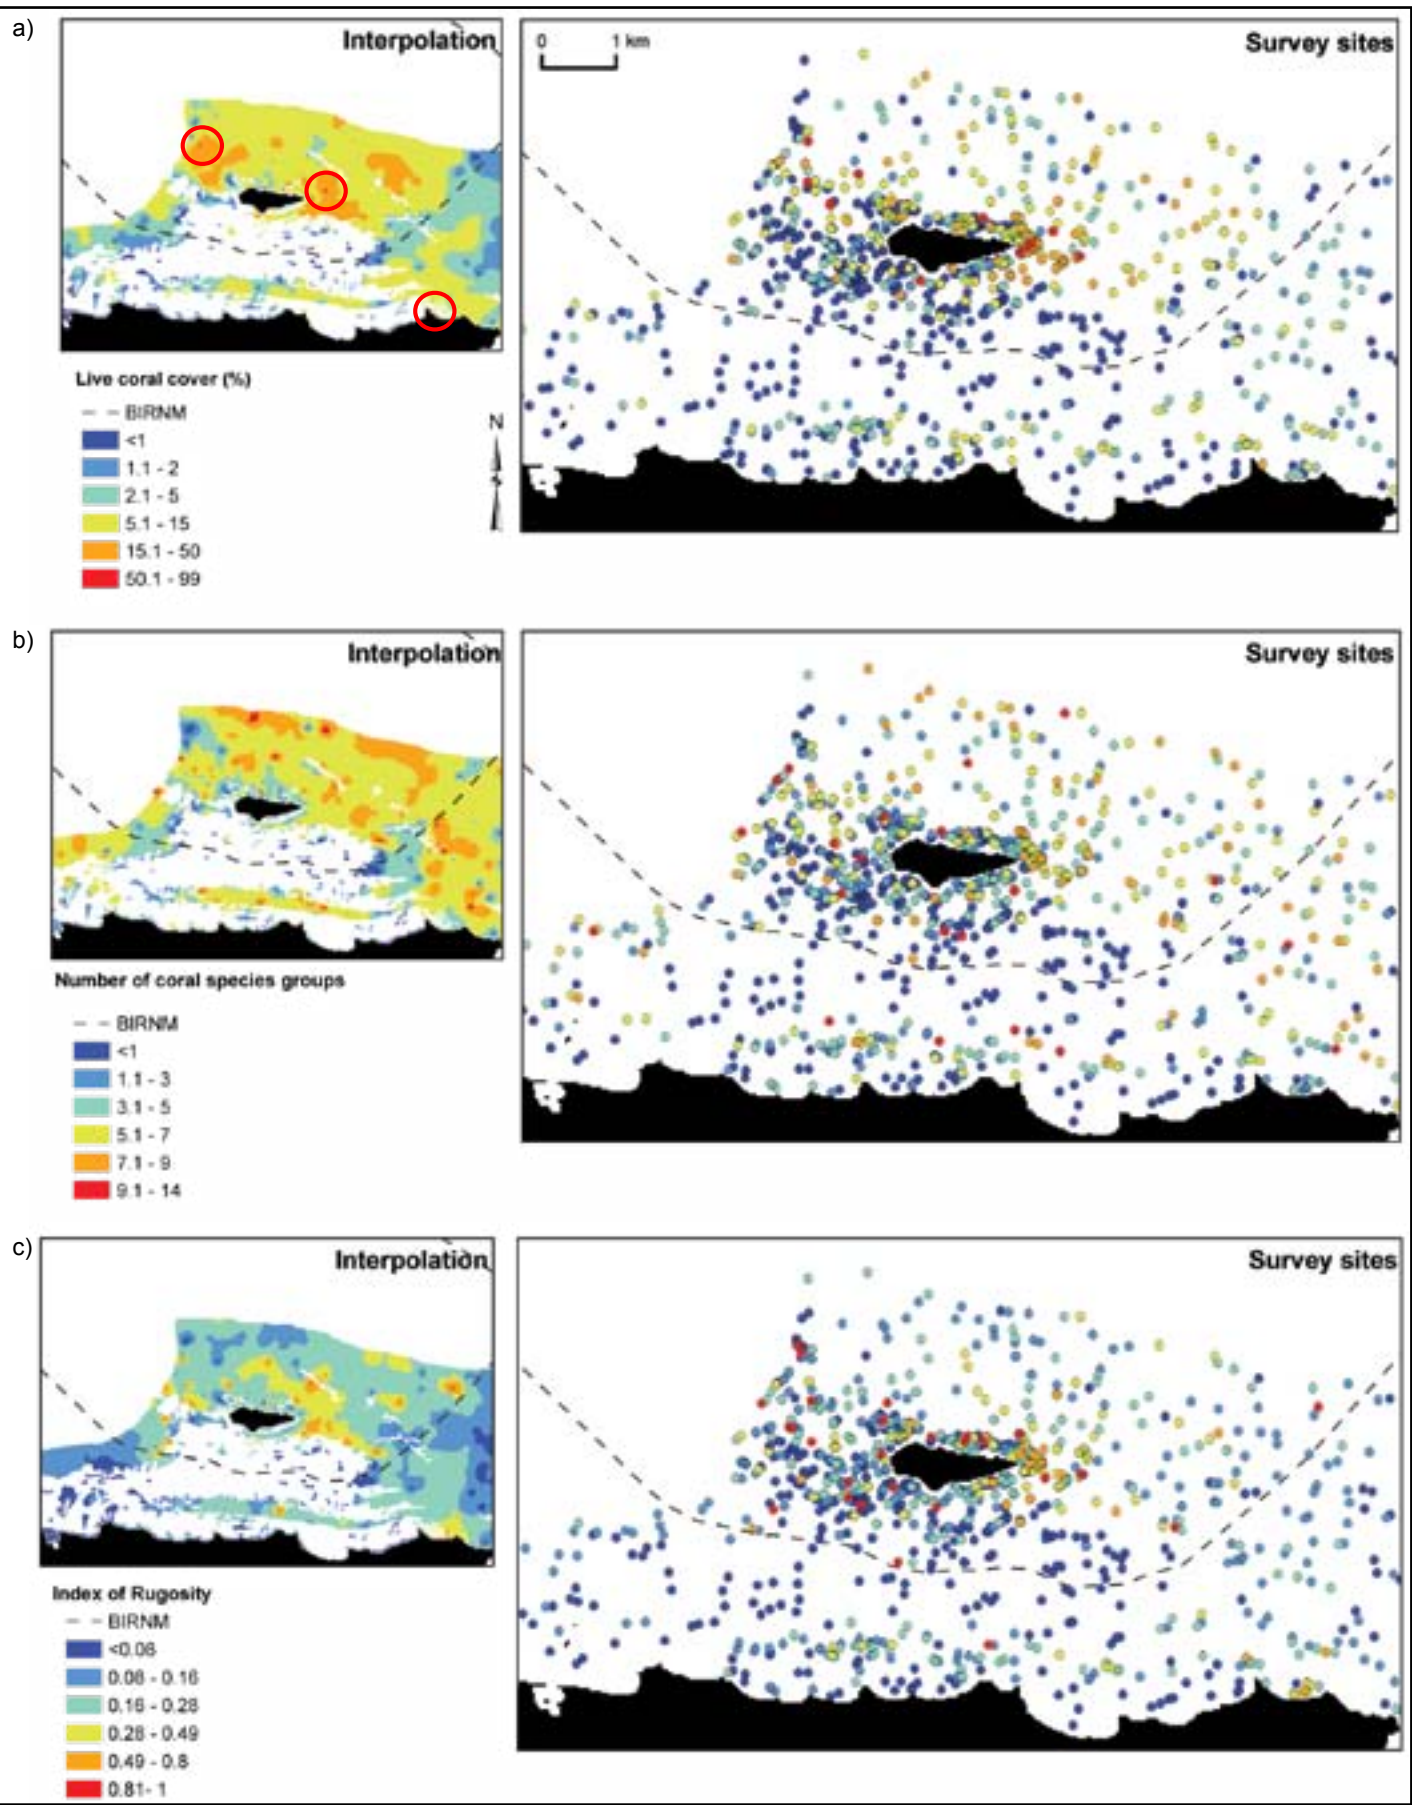 a)
Interpolation
0 1 km
Survey sites
Live coral cover (%)
BIRNM
<1
1.1 - 2
2.1 - 5
5.1 - 15
15.1 - 50
50.1 - 99
N
b)
Interpolation
Survey sites
Number of coral species groups
BIRNM
<1
1.1 - 3
3.1 - 5
5.1 - 7
7.1 - 9
9.1 - 14
c)
Interpolation
Survey sites
Index of Rugosity
BIRNM
<0.08
0.08 - 0.16
0.16 - 0.28
0.28 - 0.49
0.49 - 0.8
0.81- 1